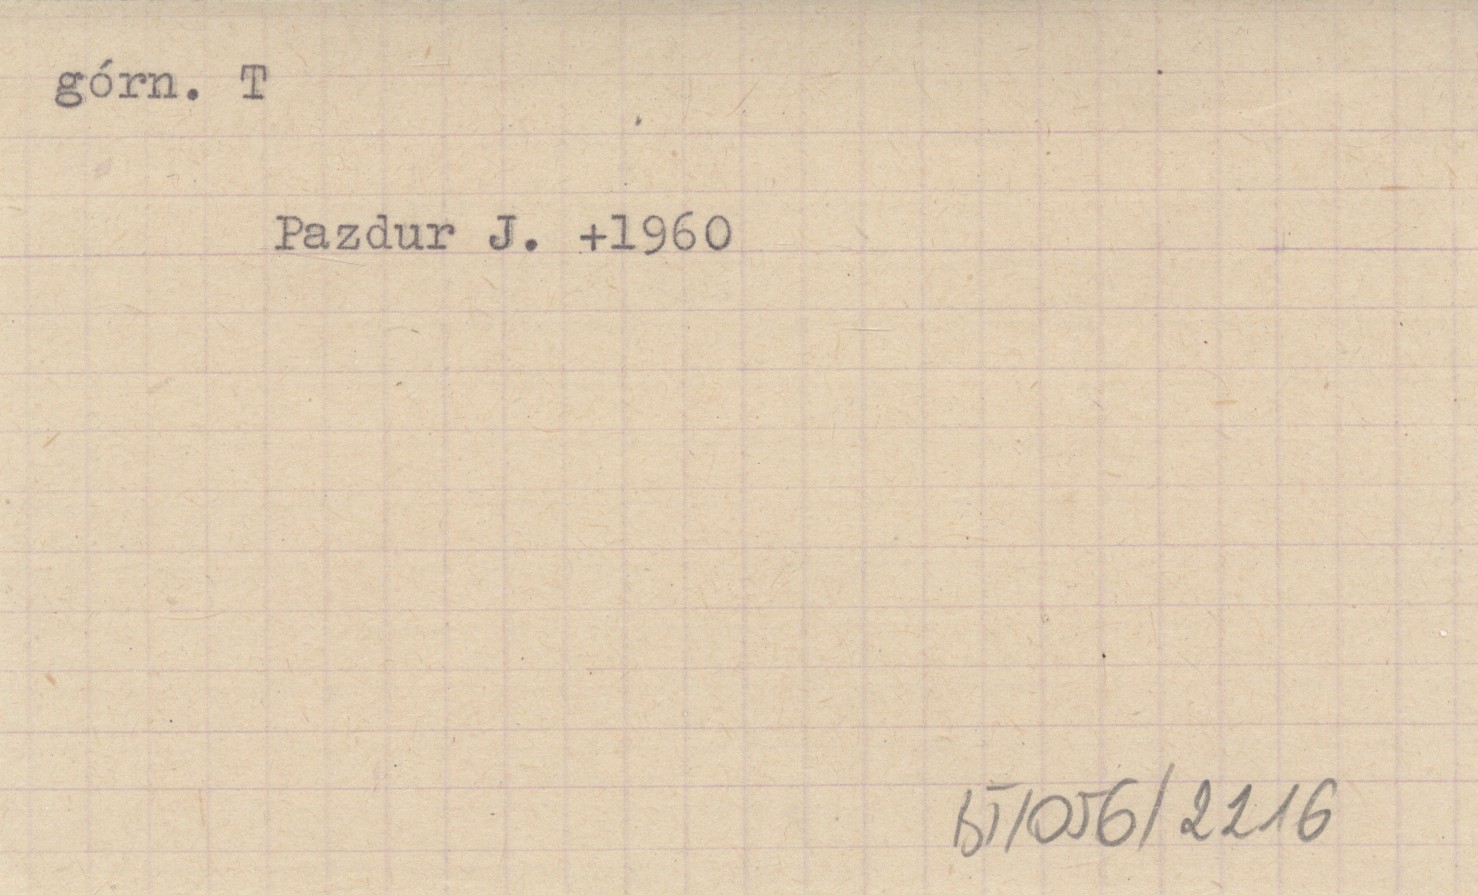 górn. T
Pazdur J. +1960
BT/056/2216